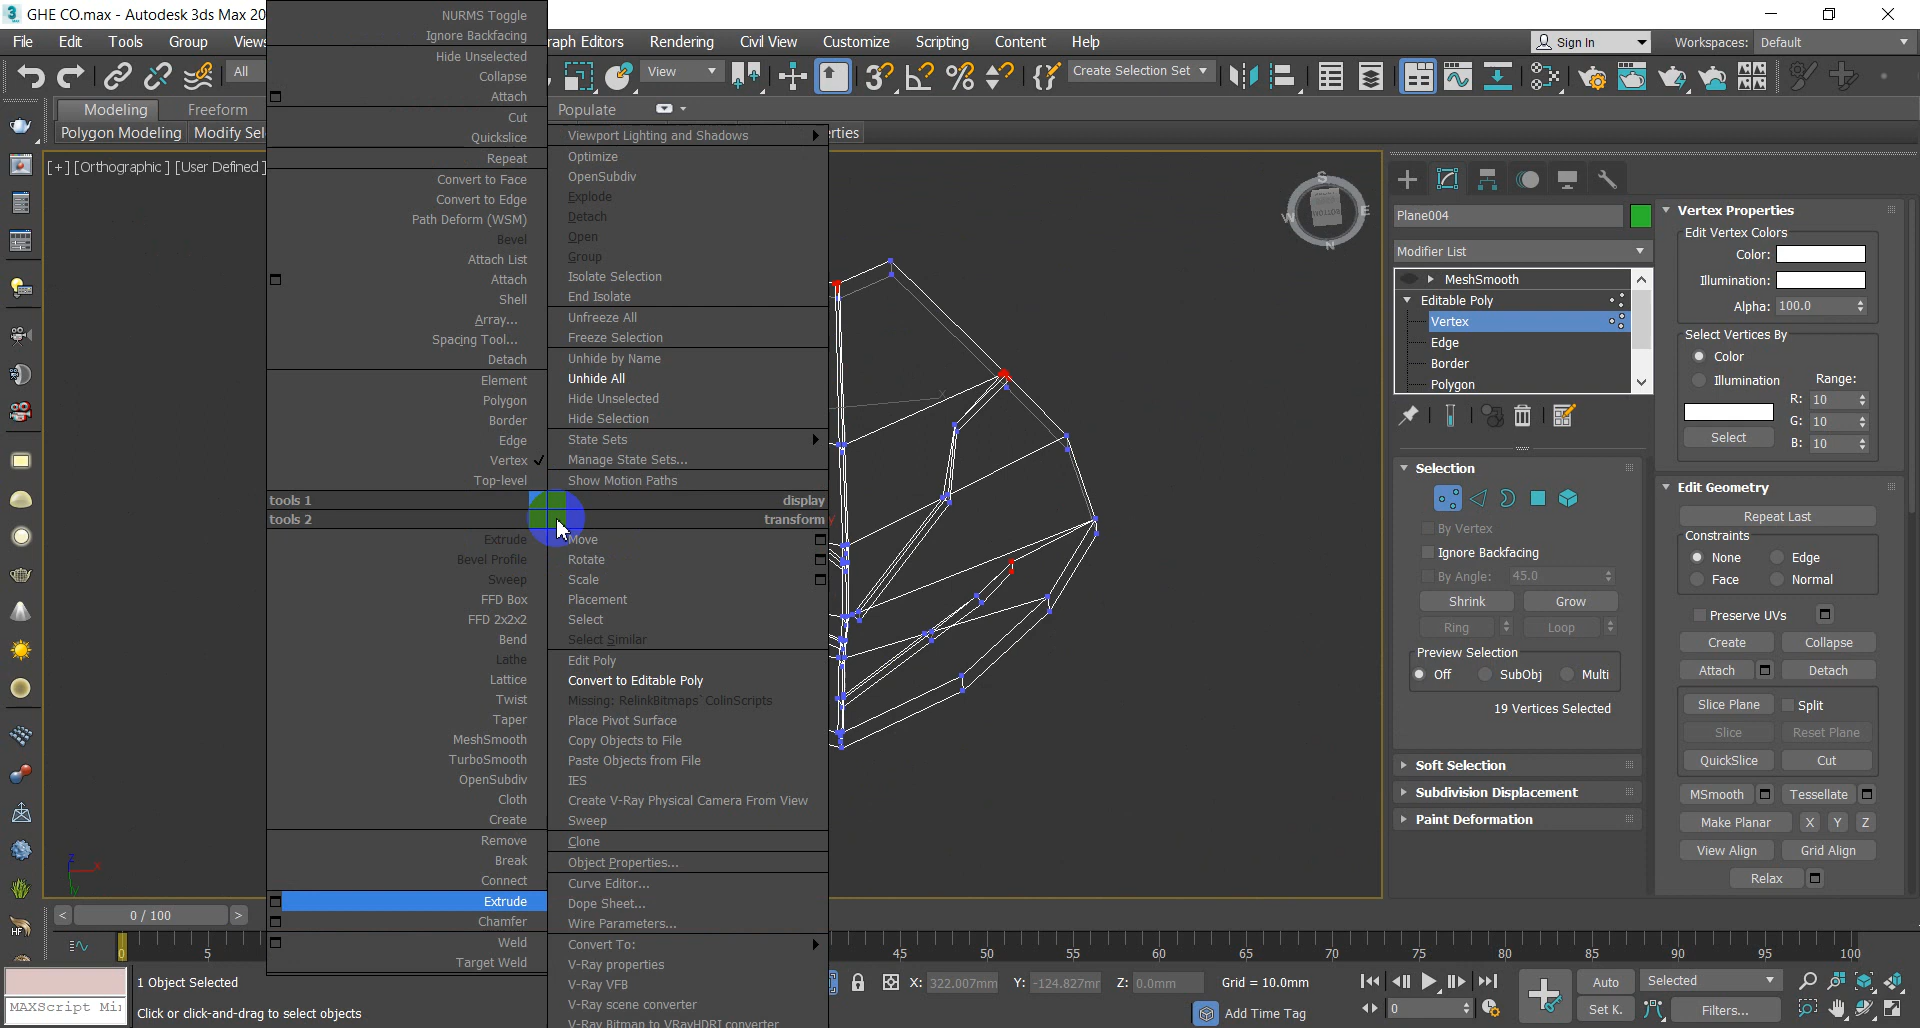 GHE CO.max - Autodesk 3ds Max 20
File Edit Tools Group Views raph Editors Rendering Civil View Customize Scripting Content Help
Sign In Workspaces: Default
All View Create Selection Set
Modeling Freeform Populate
Polygon Modeling Modify Sel erties
[+] [Orthographic ] [User Defined ]
NURMS Toggle
Ignore Backfacing
Hide Unselected
Collapse
Attach
Cut
Quickslice
Repeat
Convert to Face
Convert to Edge
Path Deform (WSM)
Bevel
Attach List
Attach
Shell
Array...
Spacing Tool...
Detach
Element
Polygon
Border
Edge
Vertex
Top-level
tools 1
tools 2
Extrude
Bevel Profile
Sweep
FFD Box
FFD 2x2x2
Bend
Lathe
Lattice
Twist
Taper
MeshSmooth
TurboSmooth
OpenSubdiv
Cloth
Create
Remove
Break
Connect
Extrude
Chamfer
Weld
Target Weld
Viewport Lighting and Shadows
Optimize
OpenSubdiv
Explode
Detach
Open
Group
Isolate Selection
End Isolate
Unfreeze All
Freeze Selection
Unhide by Name
Unhide All
Hide Unselected
Hide Selection
State Sets
Manage State Sets...
Show Motion Paths
display
transform
Move
Rotate
Scale
Placement
Select
Select Similar
Edit Poly
Convert to Editable Poly
Missing: RelinkBitmaps`ColinScripts
Place Pivot Surface
Copy Objects to File
Paste Objects from File
IES
Create V-Ray Physical Camera From View
Sweep
Clone
Object Properties...
Curve Editor...
Dope Sheet...
Wire Parameters...
Convert To:
V-Ray properties
V-Ray VFB
V-Ray scene converter
V-Ray Bitmap to VRayHDRI converter
x
y
S
W E
N
BOTTOM
z x
y
Plane004
Modifier List
MeshSmooth
Editable Poly
Vertex
Edge
Border
Polygon
Selection
By Vertex
Ignore Backfacing
By Angle: 45.0
Shrink Grow
Ring Loop
Preview Selection
Off SubObj Multi
19 Vertices Selected
Soft Selection
Subdivision Displacement
Paint Deformation
Vertex Properties
Edit Vertex Colors
Color:
Illumination:
Alpha: 100.0
Select Vertices By
Color
Illumination Range:
R: 10
G: 10
Select B: 10
Edit Geometry
Repeat Last
Constraints
None Edge
Face Normal
Preserve UVs
Create Collapse
Attach Detach
Slice Plane Split
Slice Reset Plane
QuickSlice Cut
MSmooth Tessellate
Make Planar X Y Z
View Align Grid Align
Relax
< 0 / 100 >
0 5 45 50 55 60 65 70 75 80 85 90 95 100
HF
1 Object Selected
X: 322.007mm Y: -124.827mr Z: 0.0mm Grid = 10.0mm
Auto Selected
MAXScript Mi
Click or click-and-drag to select objects
Add Time Tag
0
Set K. Filters...